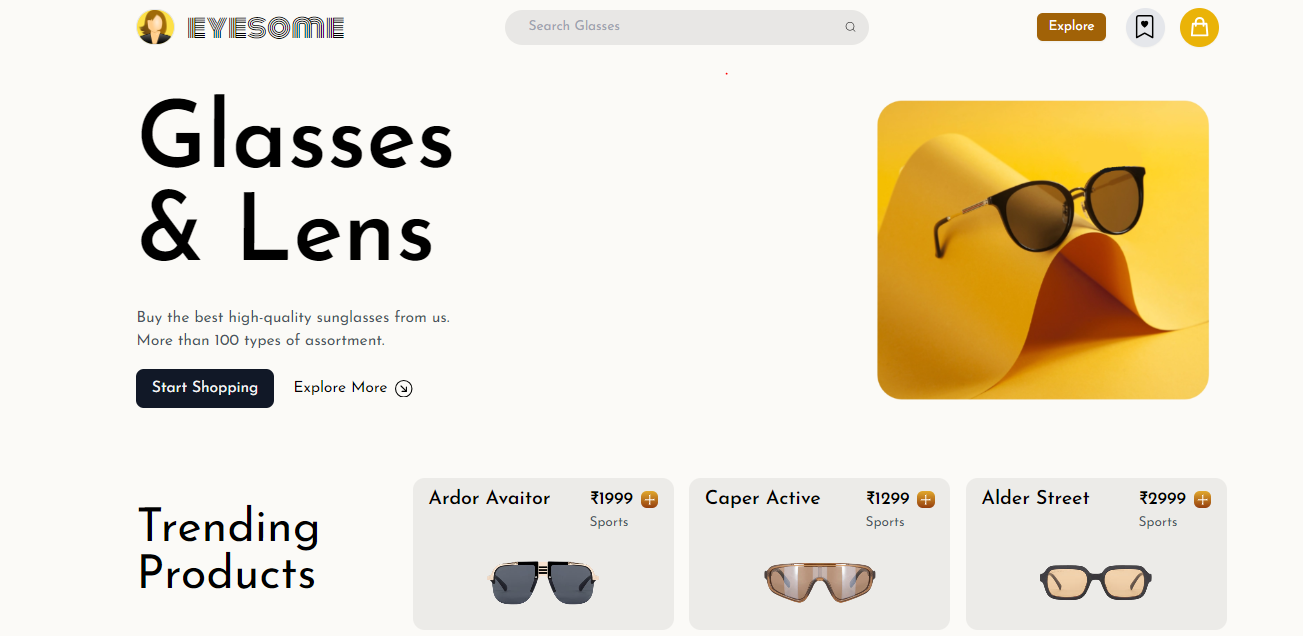 EYESOME
Search Glasses
Explore
Glasses
& Lens
Buy the best high-quality sunglasses from us.
More than 100 types of assortment.
Start Shopping
Explore More
Trending
Products
Ardor Avaitor
₹1999
Sports
Caper Active
₹1299
Sports
Alder Street
₹2999
Sports